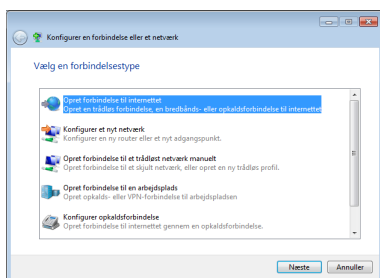 Konfigurer en forbindelse eller et netværk
Vælg en forbindelsestype
Opret forbindelse til internettet
Opret en trådløs forbindelse, en bredbånds- eller opkaldsforbindelse til internettet
Konfigurer et nyt netværk
Konfigurer en ny router eller et nyt adgangspunkt.
Opret forbindelse til et trådløst netværk manuelt
Opret forbindelse til et skjult netværk, eller opret en ny trådløs profil.
Opret forbindelse til en arbejdsplads
Opret opkalds- eller VPN-forbindelse til arbejdspladsen
Konfigurer opkaldsforbindelse
Opret forbindelse til internettet gennem en opkaldsforbindelse.
Næste Annuller